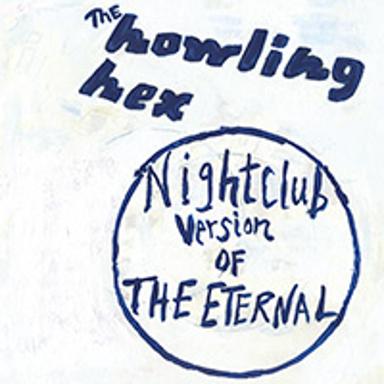 The
howling
hex
Nightclub
Version
OF
THE ETERNAL